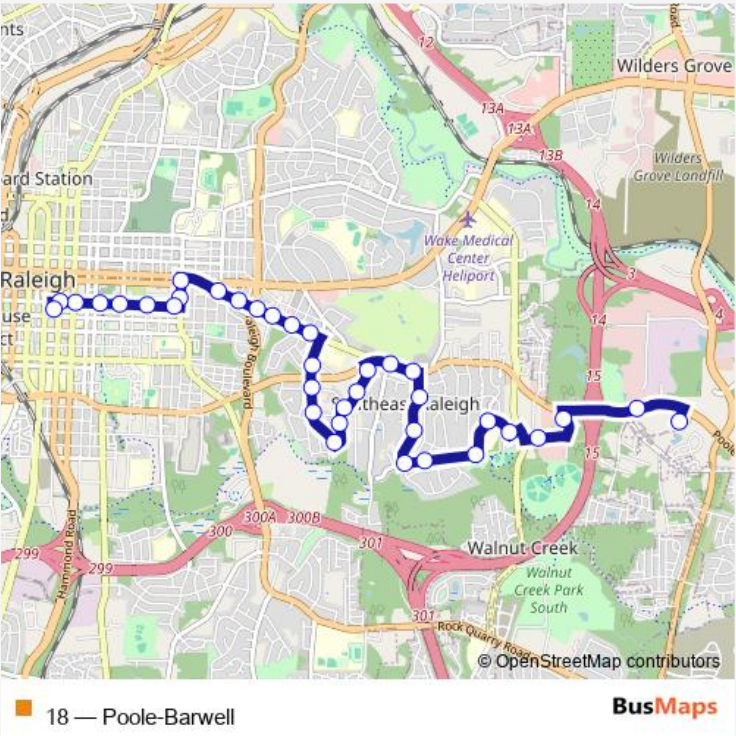 nts
12
Wilders Grove
Road
13A
13A
13B
ard Station
Wilders
Grove Landfill
d
14
Wake Medical
Center
Heliport
Raleigh
3
4
use
ct
14
aleigh Boulevard
15
Southeast Raleigh
Poole
15
300A
300B
300
301
Walnut Creek
299
299
Hammond Road
Walnut
Creek Park
South
301
Rock Quarry Road
© OpenStreetMap contributors
18 — Poole-Barwell
BusMaps